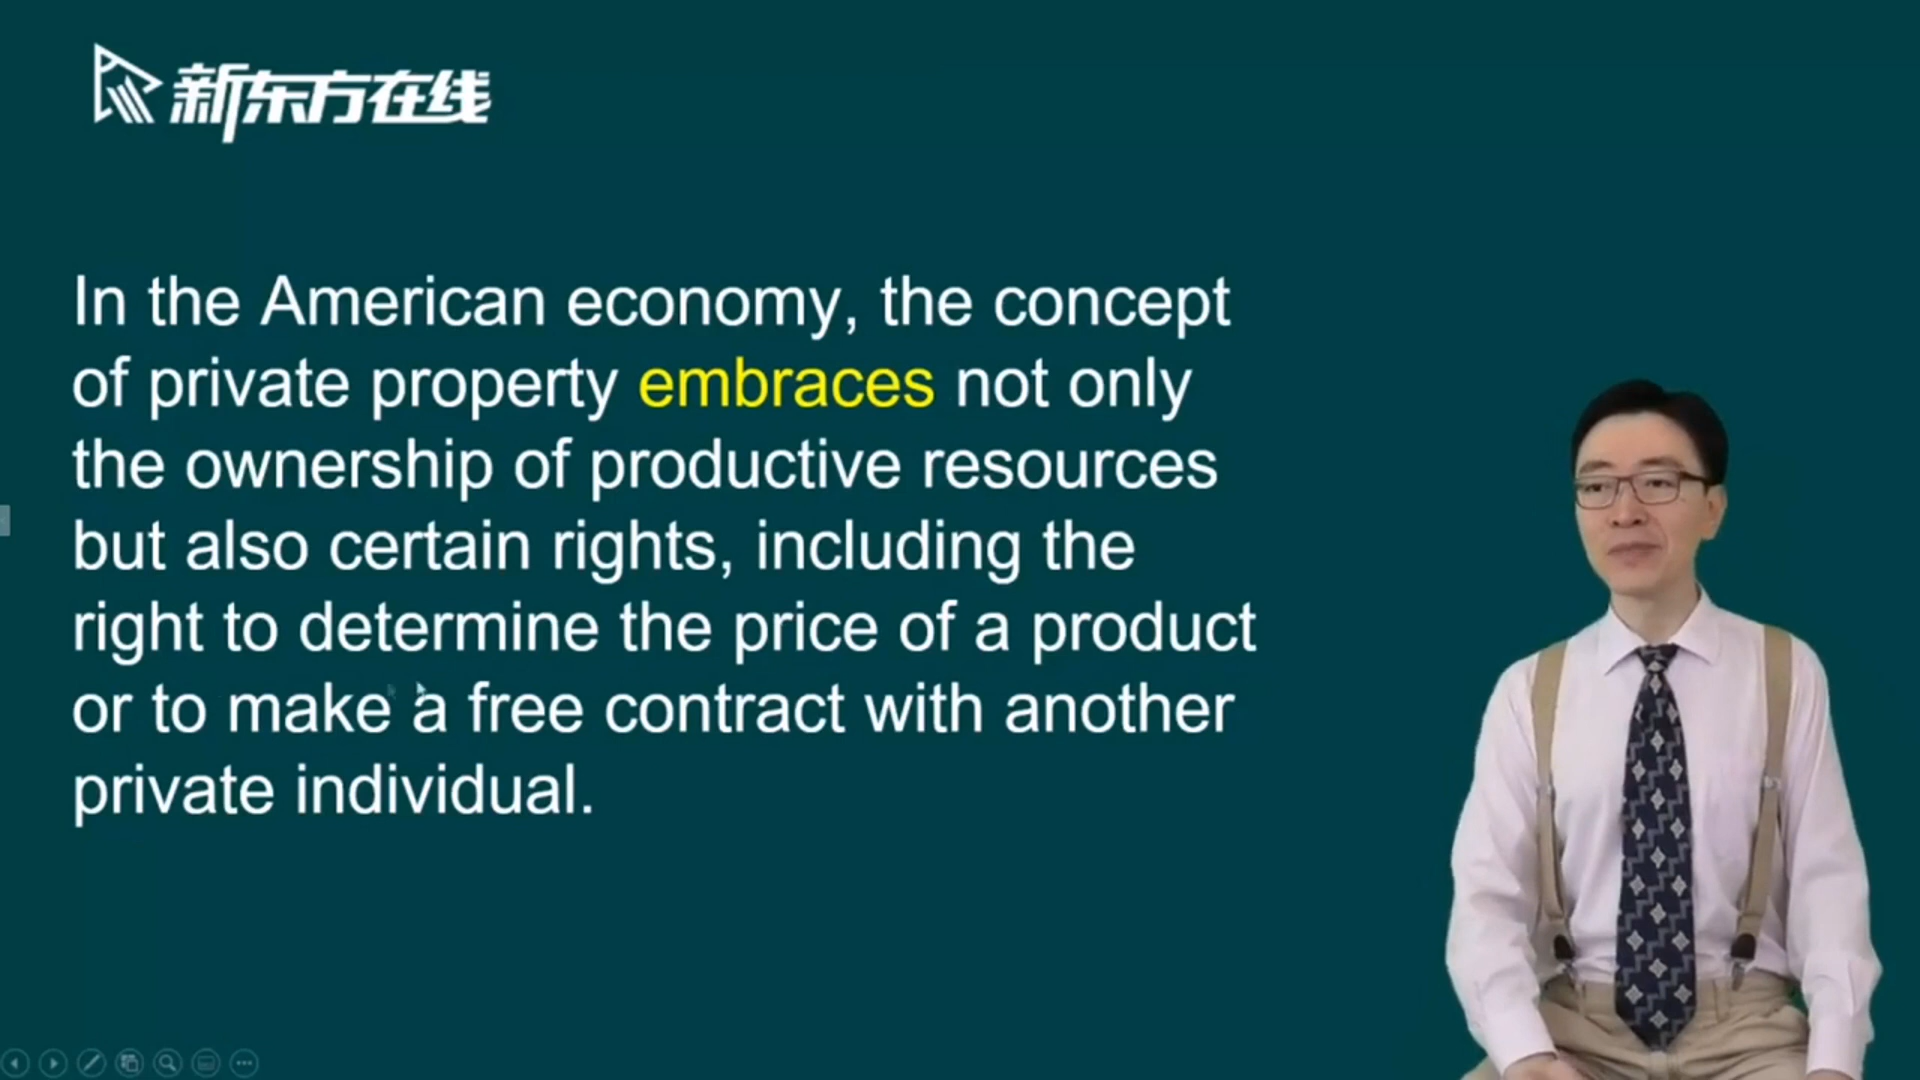 新东方在线
In the American economy, the concept
of private property embraces not only
the ownership of productive resources
but also certain rights, including the
right to determine the price of a product
or to make a free contract with another
private individual.